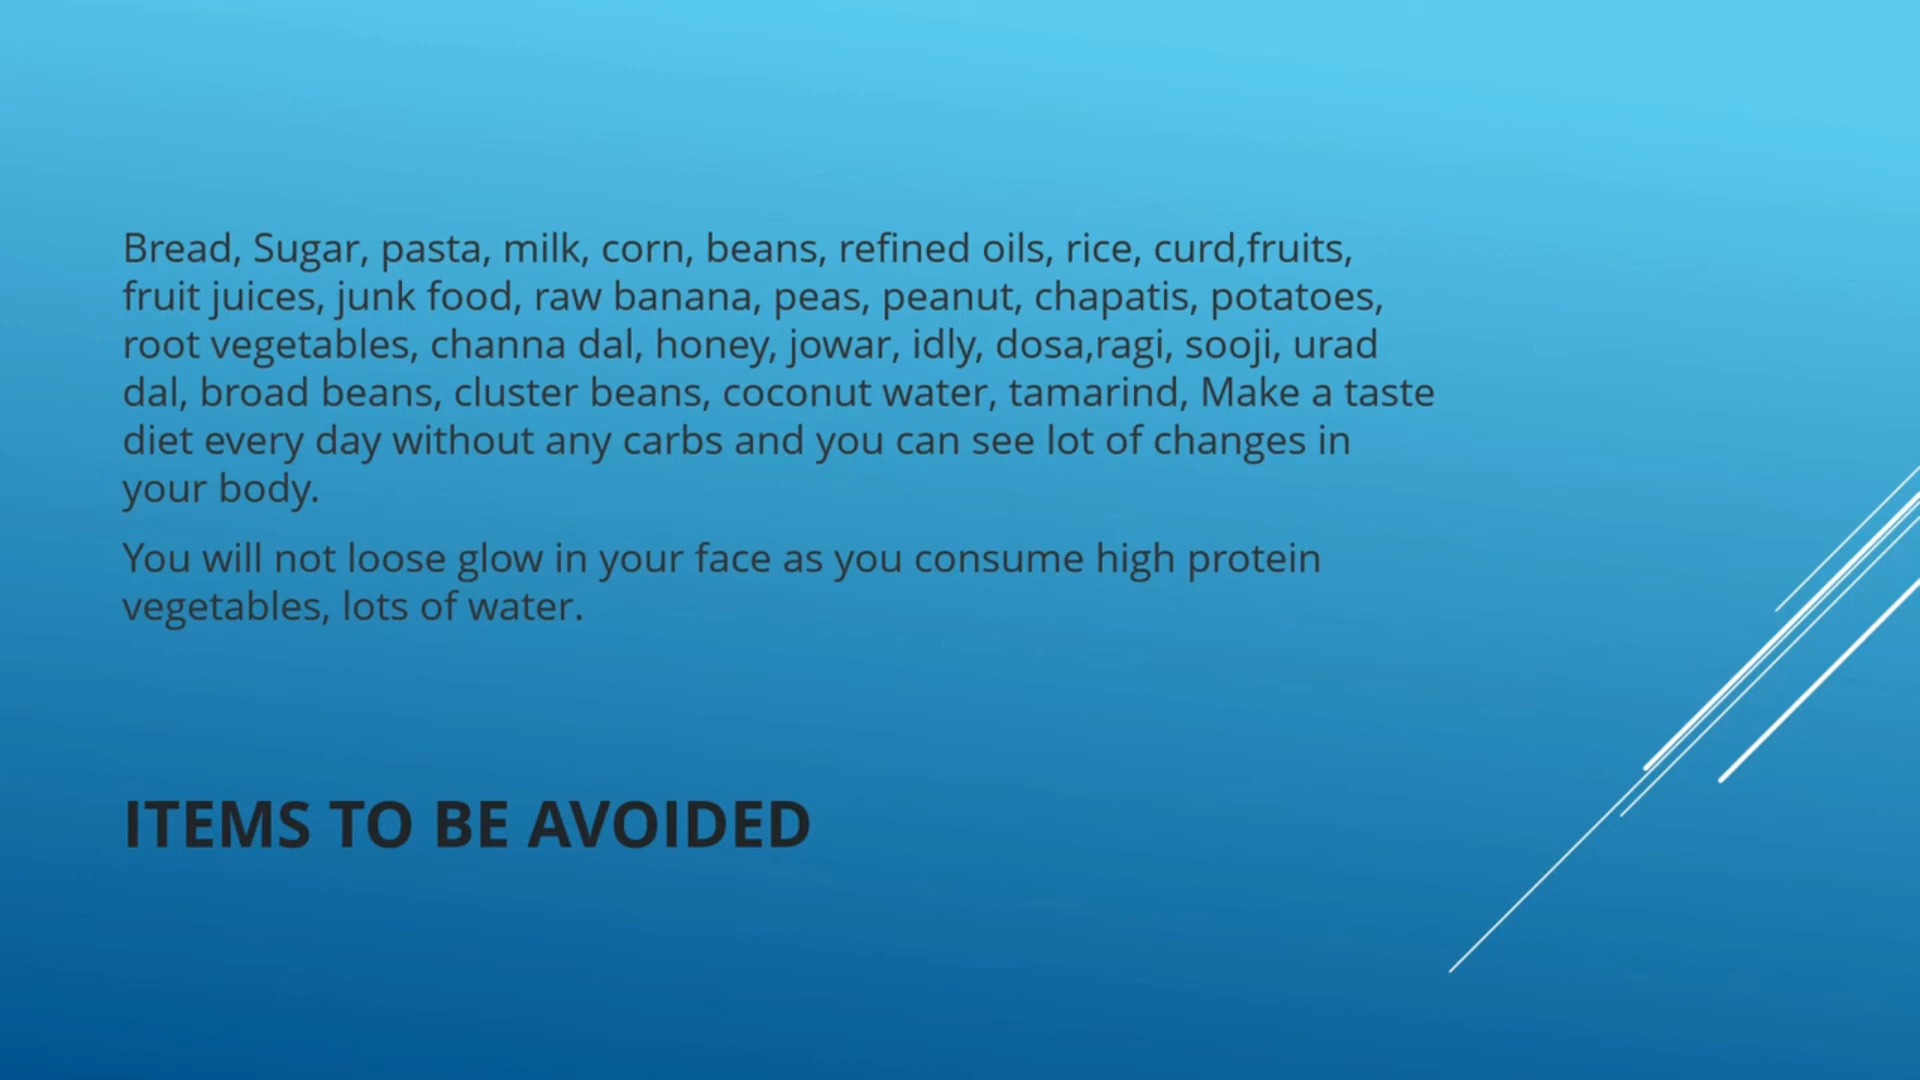 Bread, Sugar, pasta, milk, corn, beans, refined oils, rice, curd,fruits,
fruit juices, junk food, raw banana, peas, peanut, chapatis, potatoes,
root vegetables, channa dal, honey, jowar, idly, dosa,ragi, sooji, urad
dal, broad beans, cluster beans, coconut water, tamarind, Make a taste
diet every day without any carbs and you can see lot of changes in
your body.
You will not loose glow in your face as you consume high protein
vegetables, lots of water.
ITEMS TO BE AVOIDED